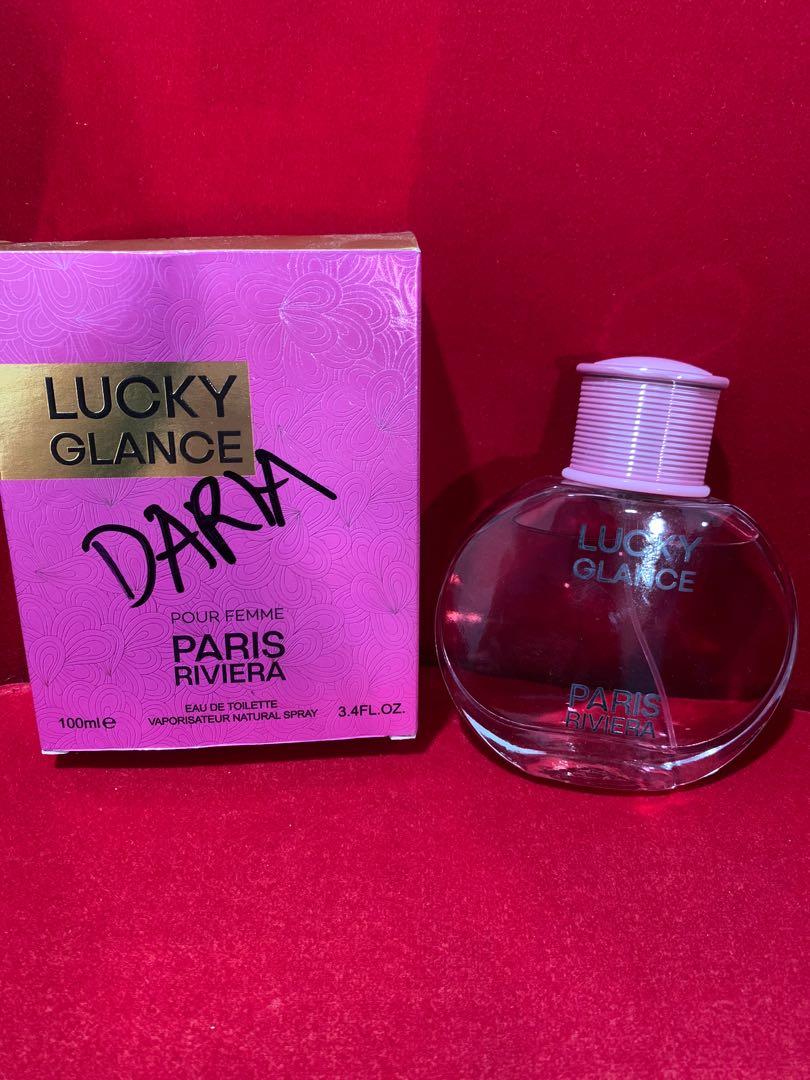 LUCKY
GLANCE
DARIA
POUR FEMME
PARIS
RIVIERA
EAU DE TOILETTE
100ml℮ VAPORISATEUR NATURAL SPRAY 3.4FL.OZ.
LUCKY
GLANCE
PARIS
RIVIERA